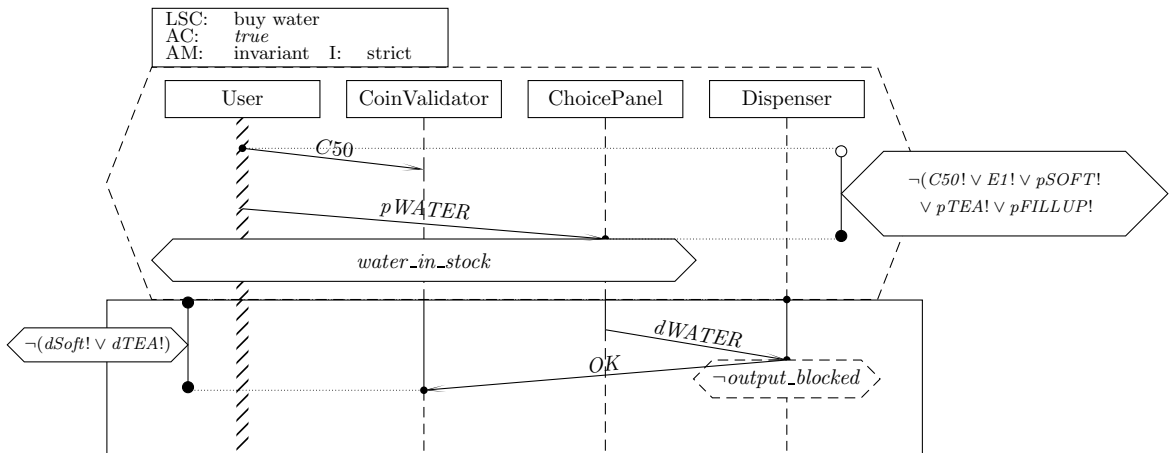 LSC: buy water
AC: true
AM: invariant I: strict
User CoinValidator ChoicePanel Dispenser
C50
¬(C50! ∨ E1! ∨ pSOFT!
∨ pTEA! ∨ pFILLUP!
pWATER
water_in_stock
¬(dSoft! ∨ dTEA!)
dWATER
OK
¬output_blocked